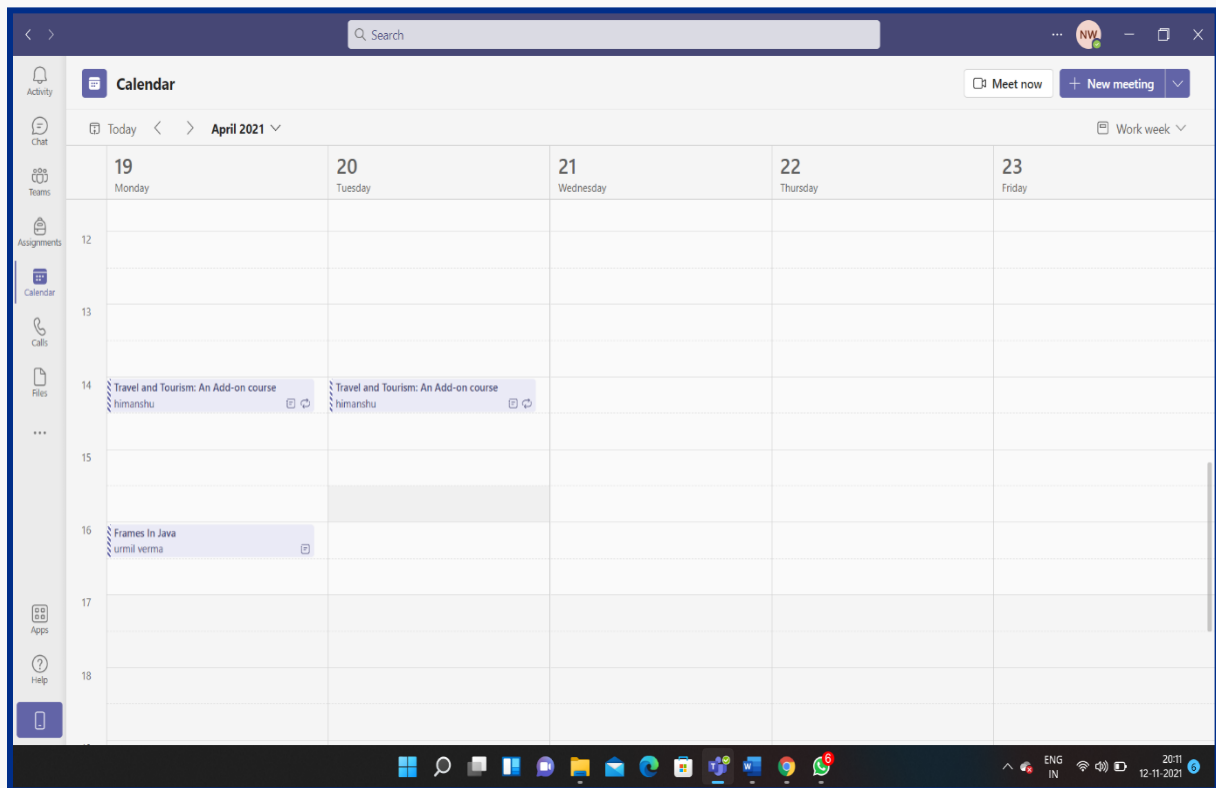 Search
NW
Activity
Calendar
Meet now
New meeting
Chat
Today
April 2021
Work week
19
20
21
22
23
Monday
Tuesday
Wednesday
Thursday
Friday
Teams
Assignments
12
Calendar
13
Calls
14
Travel and Tourism: An Add-on course
himanshu
Travel and Tourism: An Add-on course
himanshu
Files
15
16
Frames In Java
urmil verma
17
Apps
18
Help
6
ENG
IN
20:11
12-11-2021
6